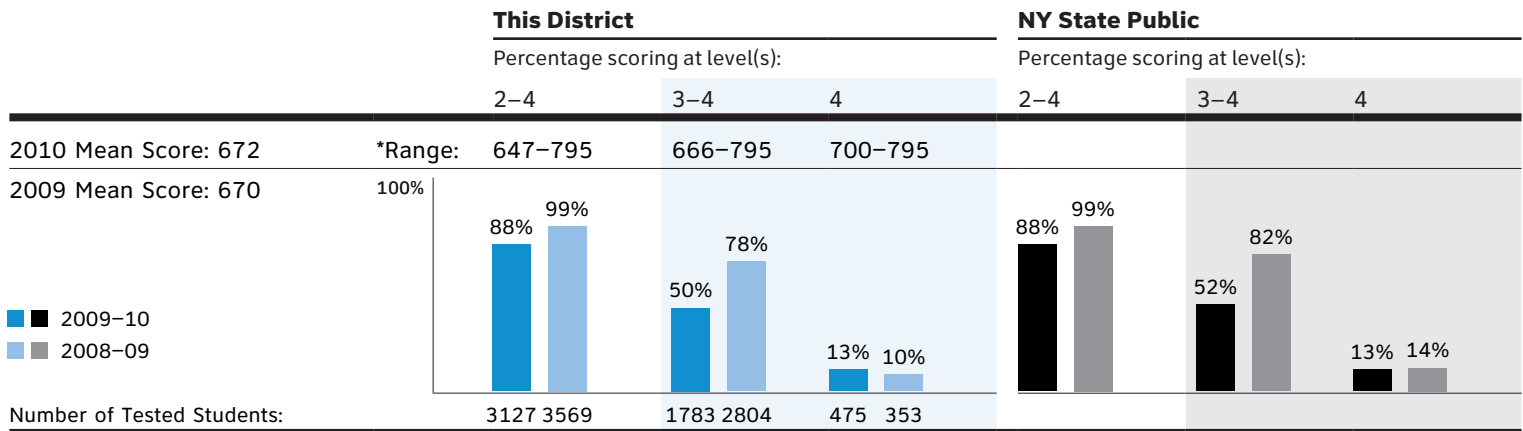 This District NY State Public
Percentage scoring at level(s): Percentage scoring at level(s):
2–4 3–4 4 2–4 3–4 4
2010 Mean Score: 672 *Range: 647–795 666–795 700–795
2009 Mean Score: 670 100%
99% 99%
88% 88%
78% 82%
50% 52%
13% 10% 13% 14%
2009–10
2008–09
Number of Tested Students: 3127 3569 1783 2804 475 353